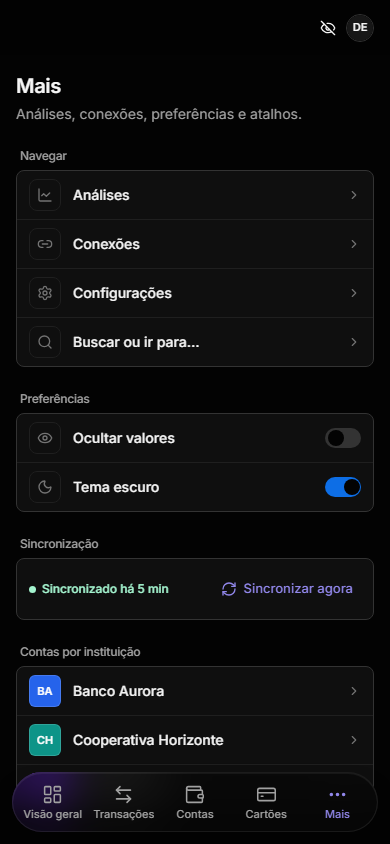 DE
Mais
Análises, conexões, preferências e atalhos.
Navegar
Análises
Conexões
Configurações
Buscar ou ir para...
Preferências
Ocultar valores
Tema escuro
Sincronização
Sincronizado há 5 min
Sincronizar agora
Contas por instituição
BA
Banco Aurora
CH
Cooperativa Horizonte
Visão geral
Transações
Contas
Cartões
Mais